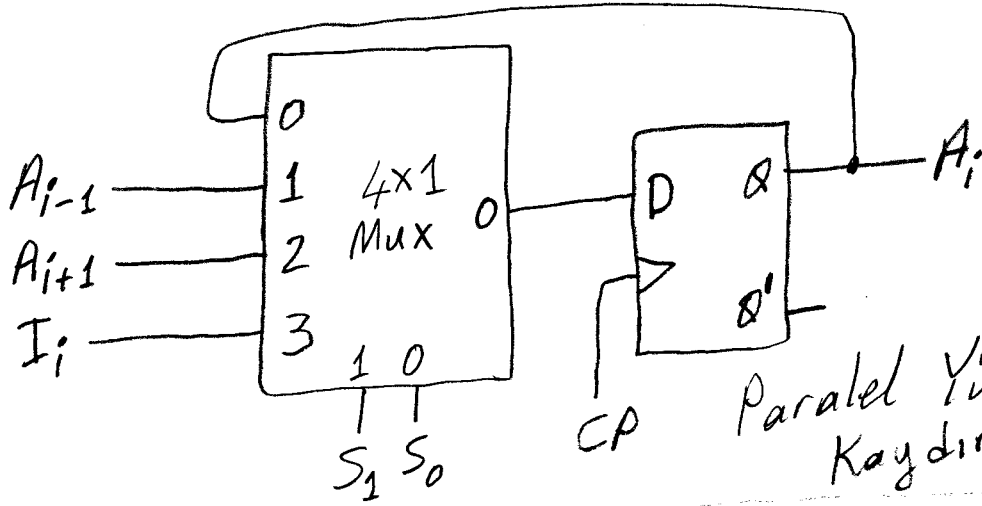 0
A_{i-1} 1 4x1
A_{i+1} 2 Mux 0
I_i 3
1 0
S_1 S_0
D Q A_i
Q'
CP
Paralel